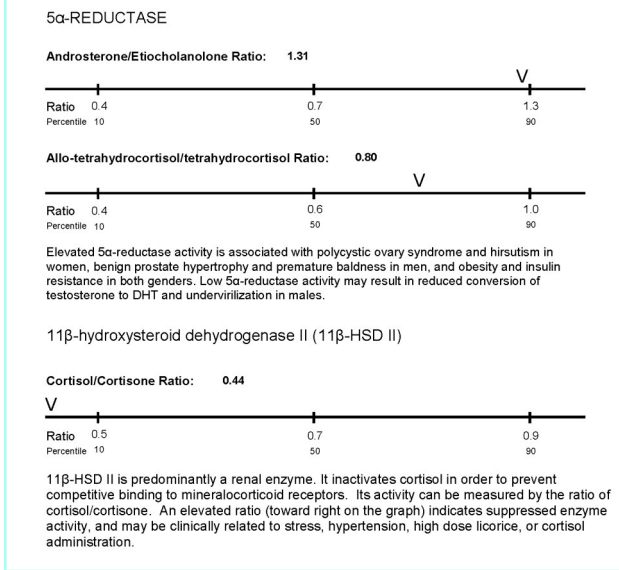 5α-REDUCTASE
Androsterone/Etiocholanolone Ratio: 1.31
V
Ratio 0.4 0.7 1.3
Percentile 10 50 90
Allo-tetrahydrocortisol/tetrahydrocortisol Ratio: 0.80
V
Ratio 0.4 0.6 1.0
Percentile 10 50 90
Elevated 5α-reductase activity is associated with polycystic ovary syndrome and hirsutism in
women, benign prostate hypertrophy and premature baldness in men, and obesity and insulin
resistance in both genders. Low 5α-reductase activity may result in reduced conversion of
testosterone to DHT and undervirilization in males.
11β-hydroxysteroid dehydrogenase II (11β-HSD II)
Cortisol/Cortisone Ratio: 0.44
V
Ratio 0.5 0.7 0.9
Percentile 10 50 90
11β-HSD II is predominantly a renal enzyme. It inactivates cortisol in order to prevent
competitive binding to mineralocorticoid receptors. Its activity can be measured by the ratio of
cortisol/cortisone. An elevated ratio (toward right on the graph) indicates suppressed enzyme
activity, and may be clinically related to stress, hypertension, high dose licorice, or cortisol
administration.